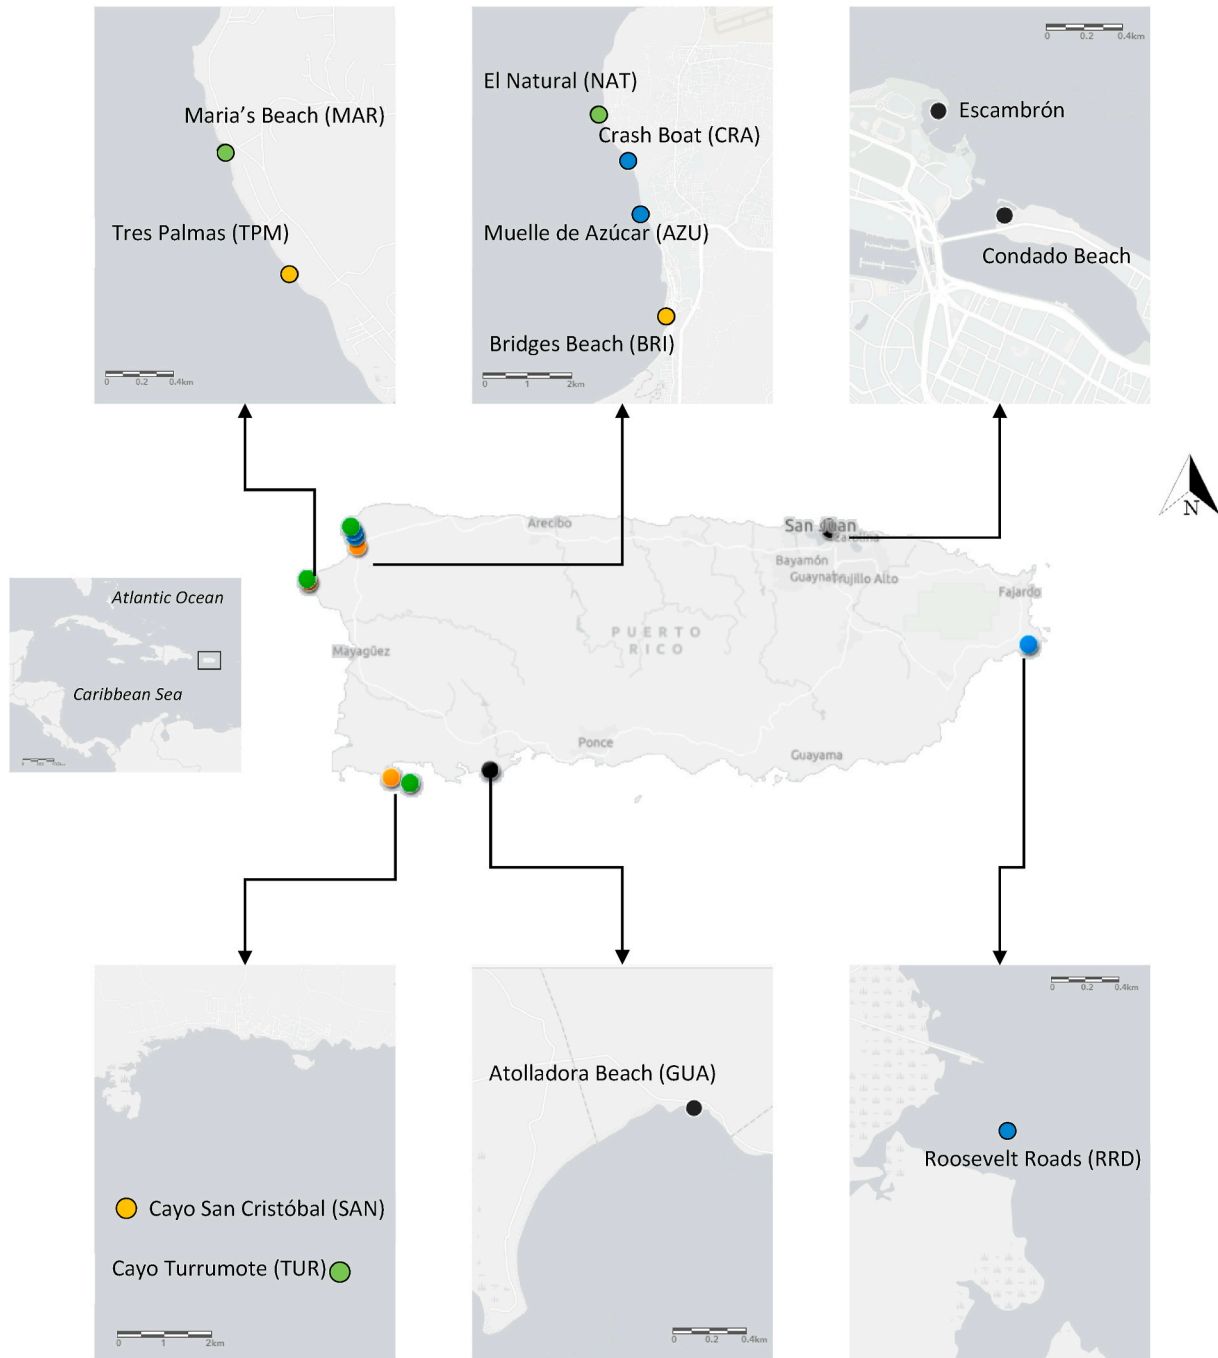 Maria's Beach (MAR)
Tres Palmas (TPM)
0 0.2 0.4km
El Natural (NAT)
Crash Boat (CRA)
Muelle de Azúcar (AZU)
Bridges Beach (BRI)
0 1 2km
0 0.2 0.4km
Escambrón
Condado Beach
N
Arecibo
San Juan
Carolina
Bayamón
Trujillo Alto
Fajardo
PUERTO
RICO
Mayagüez
Ponce
Guayama
Atlantic Ocean
Caribbean Sea
Cayo San Cristóbal (SAN)
Cayo Turrumote (TUR)
0 1 2km
Atolladora Beach (GUA)
0 0.2 0.4km
0 0.2 0.4km
Roosevelt Roads (RRD)